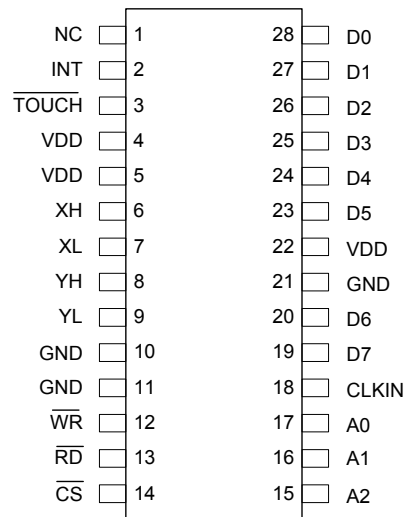 NC 1 28 D0
INT 2 27 D1
TOUCH 3 26 D2
VDD 4 25 D3
VDD 5 24 D4
XH 6 23 D5
XL 7 22 VDD
YH 8 21 GND
YL 9 20 D6
GND 10 19 D7
GND 11 18 CLKIN
WR 12 17 A0
RD 13 16 A1
CS 14 15 A2